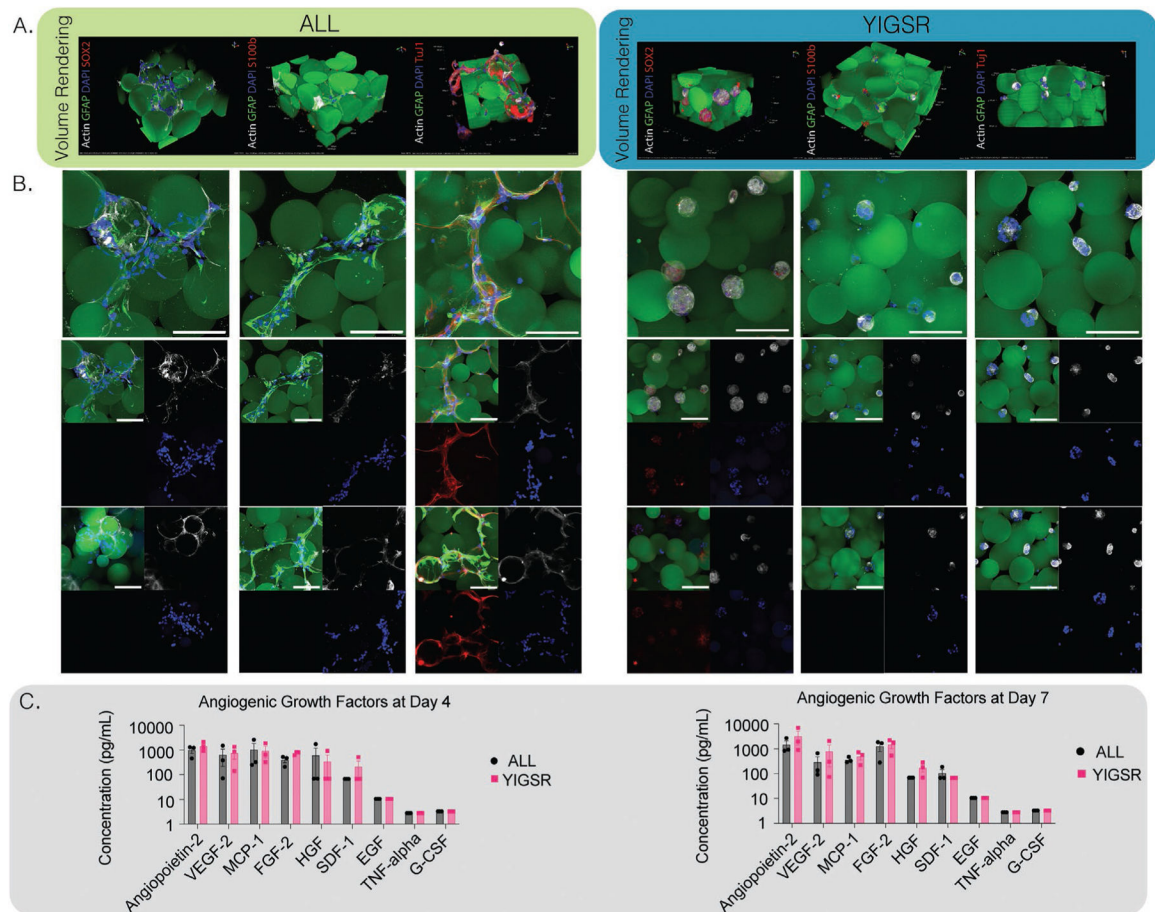 A.
ALL
Volume Rendering
Actin GFAP DAPI SOX2
Actin GFAP DAPI S100b
Actin GFAP DAPI TuJ1
YIGSR
Volume Rendering
Actin GFAP DAPI SOX2
Actin GFAP DAPI S100b
Actin GFAP DAPI Tuj1
B.
C.
Angiogenic Growth Factors at Day 4
Concentration (pg/mL)
10000
1000
100
10
1
ALL
YIGSR
Angiopoietin-2
VEGF-2
MCP-1
FGF-2
HGF
SDF-1
EGF
TNF-alpha
G-CSF
Angiogenic Growth Factors at Day 7
Concentration (pg/mL)
10000
1000
100
10
1
ALL
YIGSR
Angiopoietin-2
VEGF-2
MCP-1
FGF-2
HGF
SDF-1
EGF
TNF-alpha
G-CSF